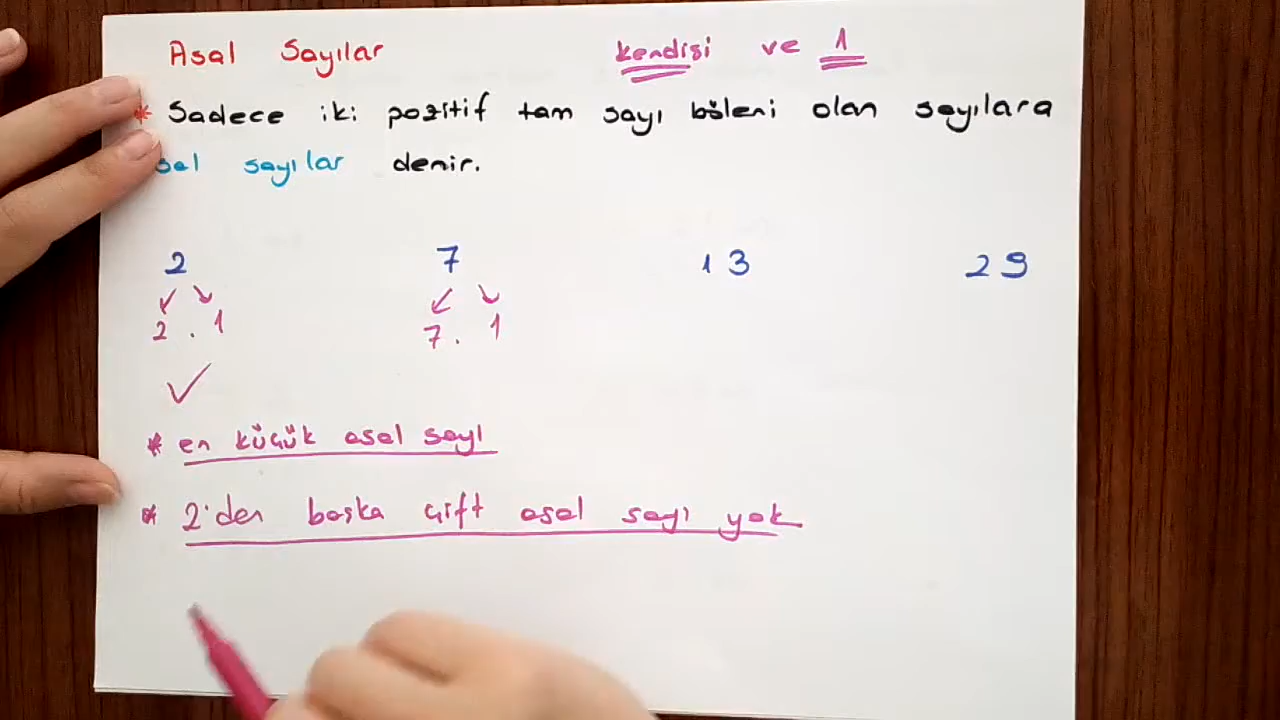 Asal Sayılar kendisi ve 1
* Sadece iki pozitif tam sayı böleni olan sayılara
sal sayılar denir.
2 7 13 29
2 . 1 7 . 1
* en küçük asal sayı
* 2'den başka çift asal sayı yok